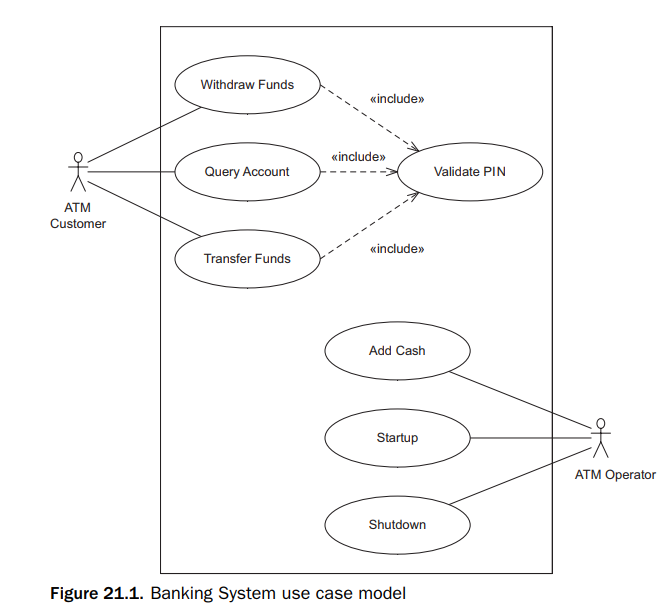 Withdraw Funds
«include»
«include»
Query Account
Validate PIN
ATM
Customer
«include»
Transfer Funds
Add Cash
Startup
ATM Operator
Shutdown
Figure 21.1. Banking System use case model